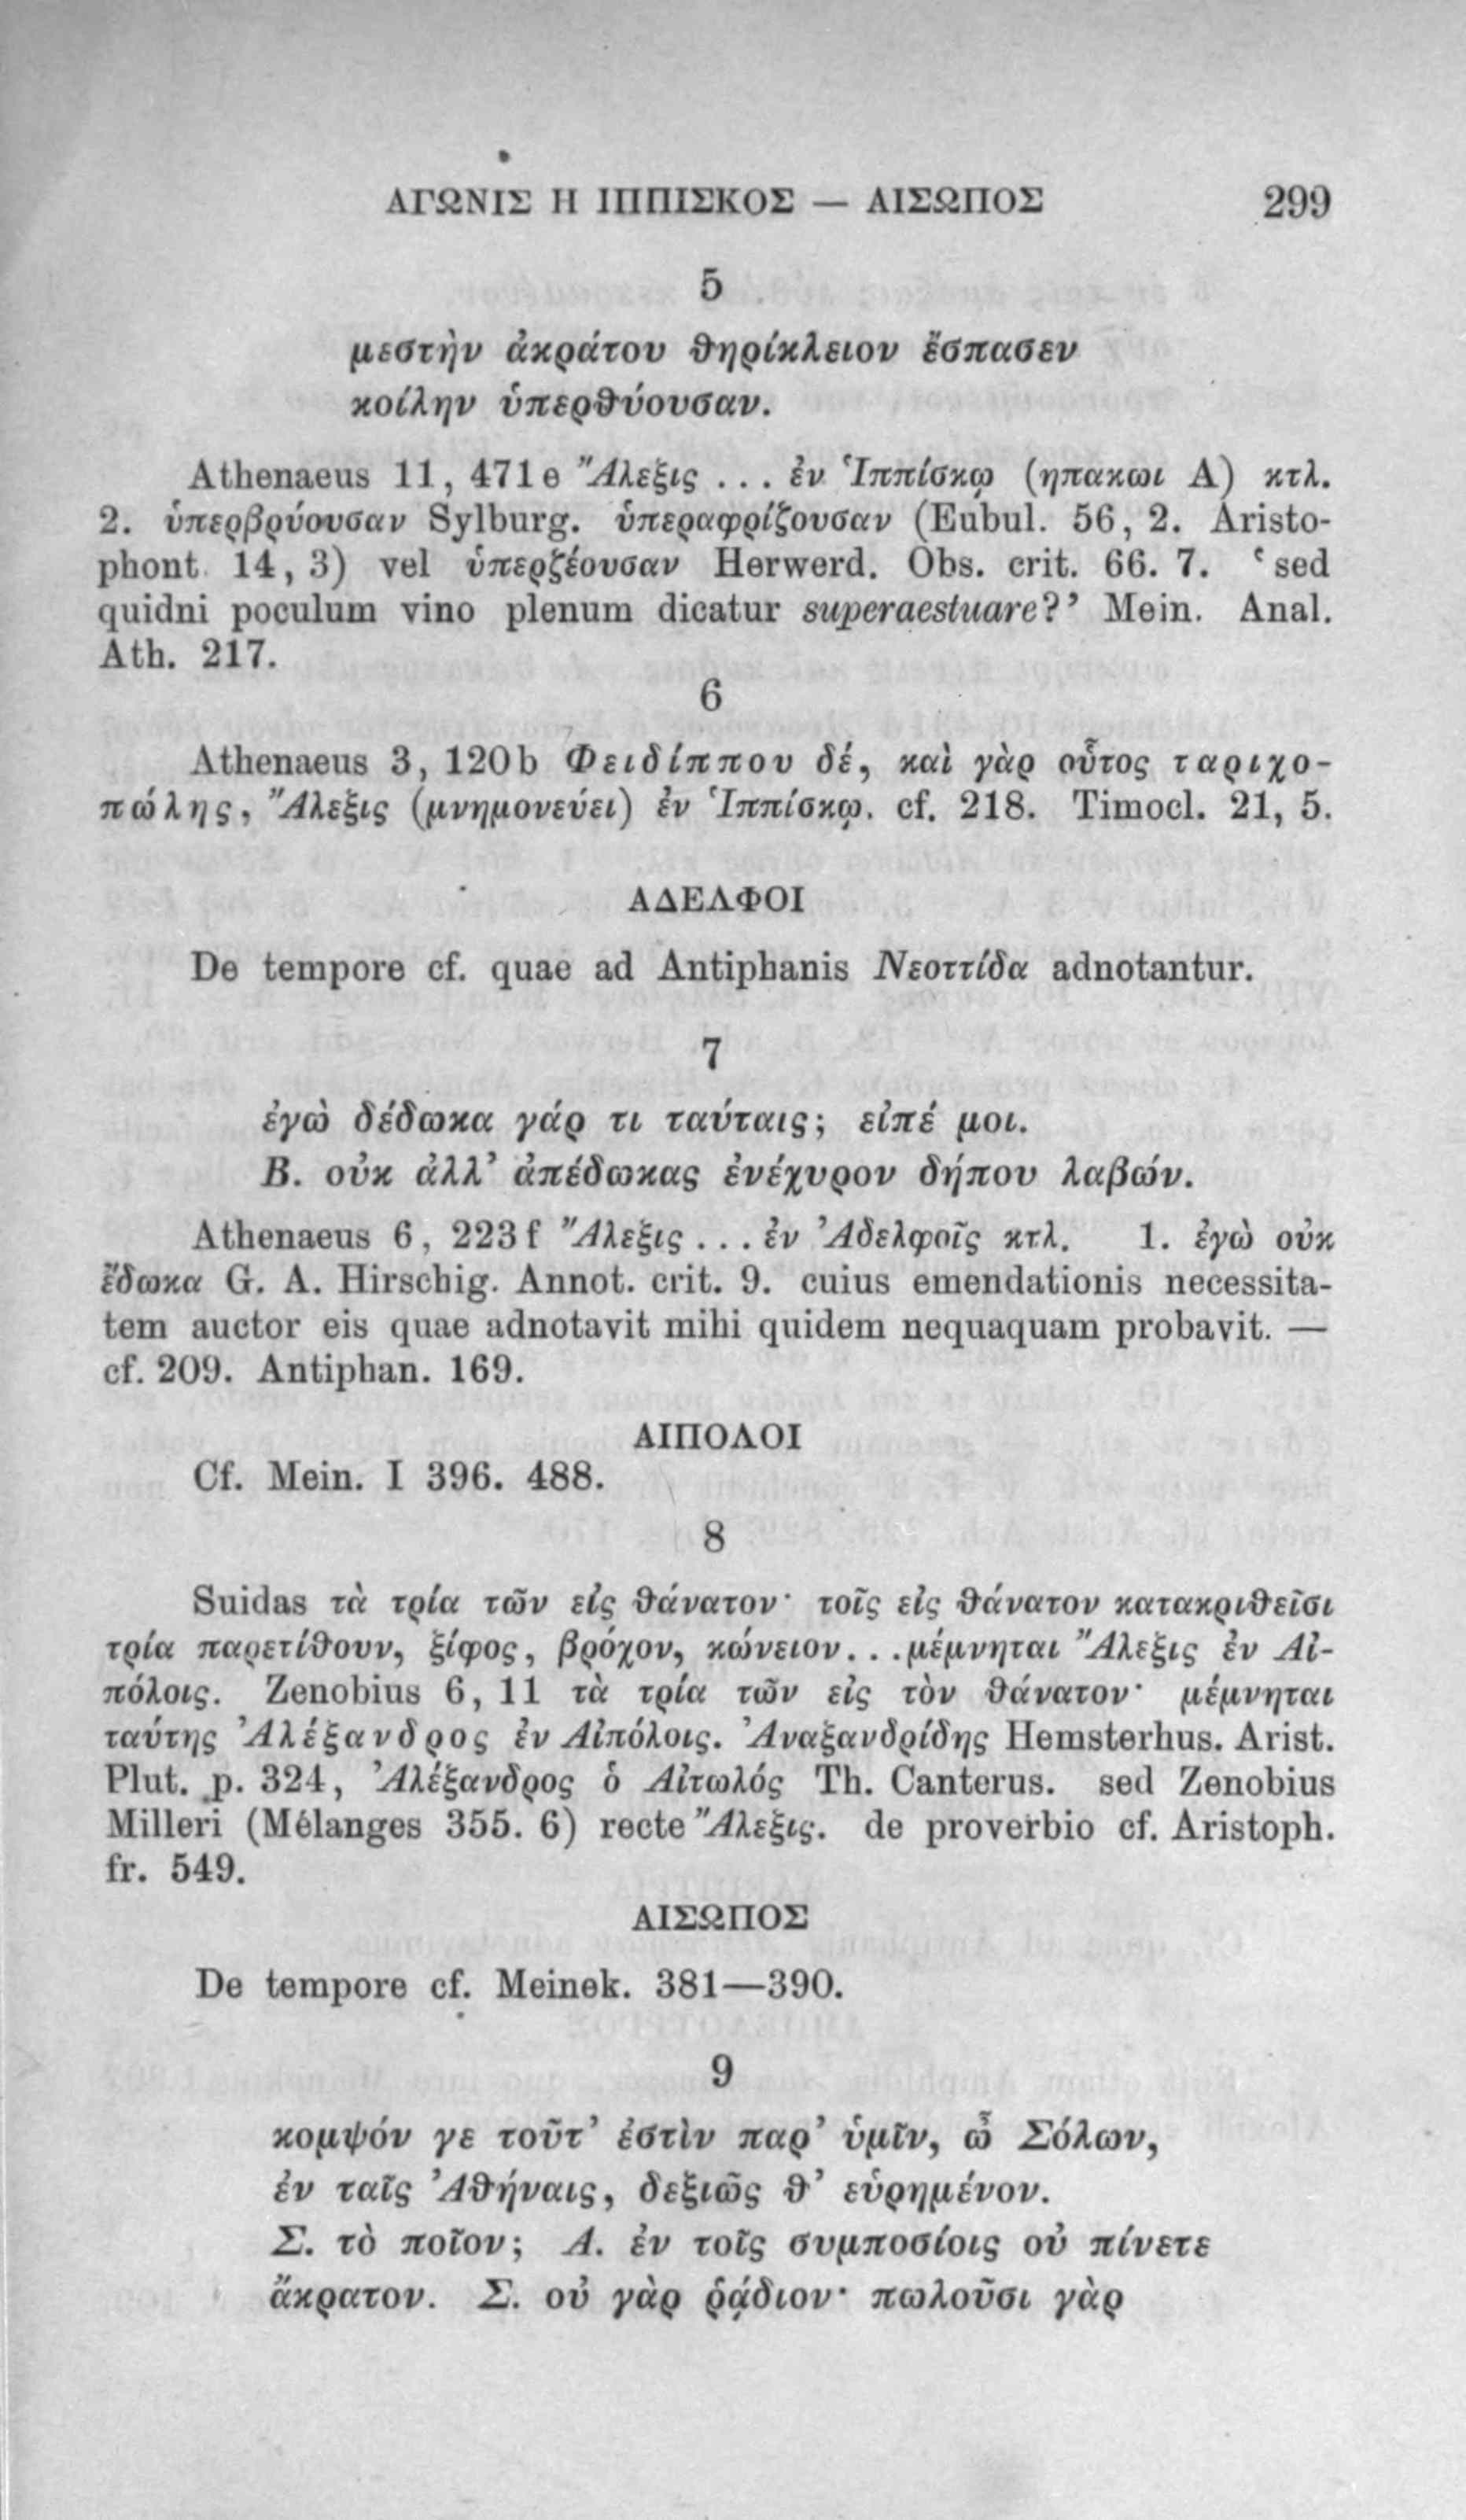 ΑΓΩΝΙΣ Η ΙΠΠΙΣΚΟΣ — ΑΙΣΩΠΟΣ 299
5
μεστὴν ἀκράτου θηρίκλειον ἔσπασεν
κοίλην ὑπερθύουσαν.
Athenaeus 11, 471e Ἄλεξις ... ἐν Ἱππίσκῳ (ηπακωι A) κτλ.
2. ὑπερβρύουσαν Sylburg. ὑπεραφρίζουσαν (Eubul. 56, 2. Aristo-
phont. 14, 3) vel ὑπερζέουσαν Herwerd. Obs. crit. 66. 7. ‘sed
quidni poculum vino plenum dicatur superaestuare?’ Mein. Anal.
Ath. 217.
6
Athenaeus 3, 120b Φειδίππου δέ, καὶ γὰρ οὗτος ταριχο-
πώλης, Ἄλεξις (μνημονεύει) ἐν Ἱππίσκῳ. cf. 218. Timocl. 21, 5.
ΑΔΕΛΦΟΙ
De tempore cf. quae ad Antiphanis Νεοττίδα adnotantur.
7
ἐγὼ δέδωκα γάρ τι ταύταις; εἰπέ μοι.
Β. οὐκ ἀλλ’ ἀπέδωκας ἐνέχυρον δήπου λαβών.
Athenaeus 6, 223f Ἄλεξις ... ἐν Ἀδελφοῖς κτλ. 1. ἐγὼ οὐκ
ἔδωκα G. A. Hirschig. Annot. crit. 9. cuius emendationis necessita-
tem auctor eis quae adnotavit mihi quidem nequaquam probavit. —
cf. 209. Antiphan. 169.
ΑΙΠΟΛΟΙ
Cf. Mein. I 396. 488.
8
Suidas τὰ τρία τῶν εἰς θάνατον· τοῖς εἰς θάνατον κατακριθεῖσι
τρία παρετίθουν, ξίφος, βρόχον, κώνειον...μέμνηται Ἄλεξις ἐν Αἰ-
πόλοις. Zenobius 6, 11 τὰ τρία τῶν εἰς τὸν θάνατον· μέμνηται
ταύτης Ἀλέξανδρος ἐν Αἰπόλοις. Ἀναξανδρίδης Hemsterhus. Arist.
Plut. p. 324, Ἀλέξανδρος ὁ Αἰτωλός Th. Canterus. sed Zenobius
Milleri (Mélanges 355. 6) recte Ἄλεξις. de proverbio cf. Aristoph.
fr. 549.
ΑΙΣΩΠΟΣ
De tempore cf. Meinek. 381—390.
9
κομψόν γε τοῦτ’ ἐστὶν παρ’ ὑμῖν, ὦ Σόλων,
ἐν ταῖς Ἀθήναις, δεξιῶς θ’ εὑρημένον.
Σ. τὸ ποῖον; Α. ἐν τοῖς συμποσίοις οὐ πίνετε
ἄκρατον. Σ. οὐ γὰρ ῥᾴδιον· πωλοῦσι γὰρ